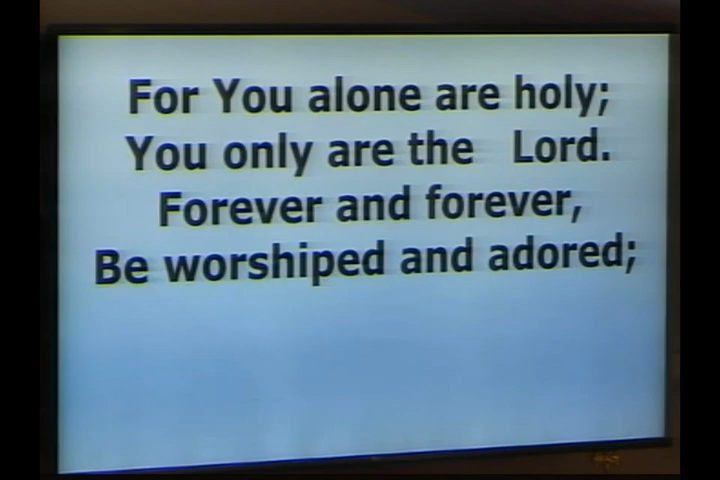 For You alone are holy;
You only are the Lord.
Forever and forever,
Be worshiped and adored;